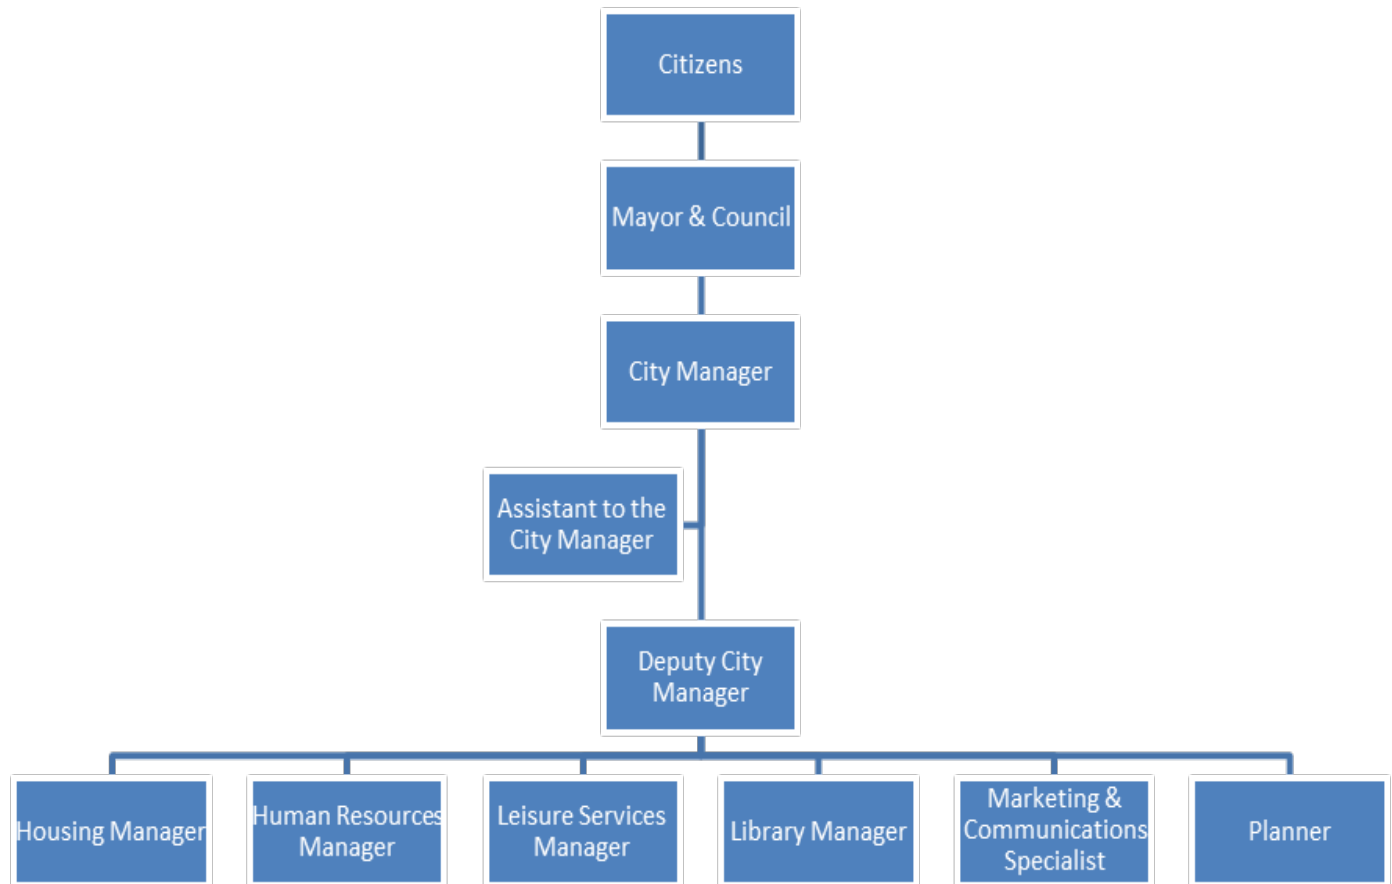 Citizens
Mayor & Council
City Manager
Assistant to the
City Manager
Deputy City
Manager
Housing Manager
Human Resources
Manager
Leisure Services
Manager
Library Manager
Marketing &
Communications
Specialist
Planner